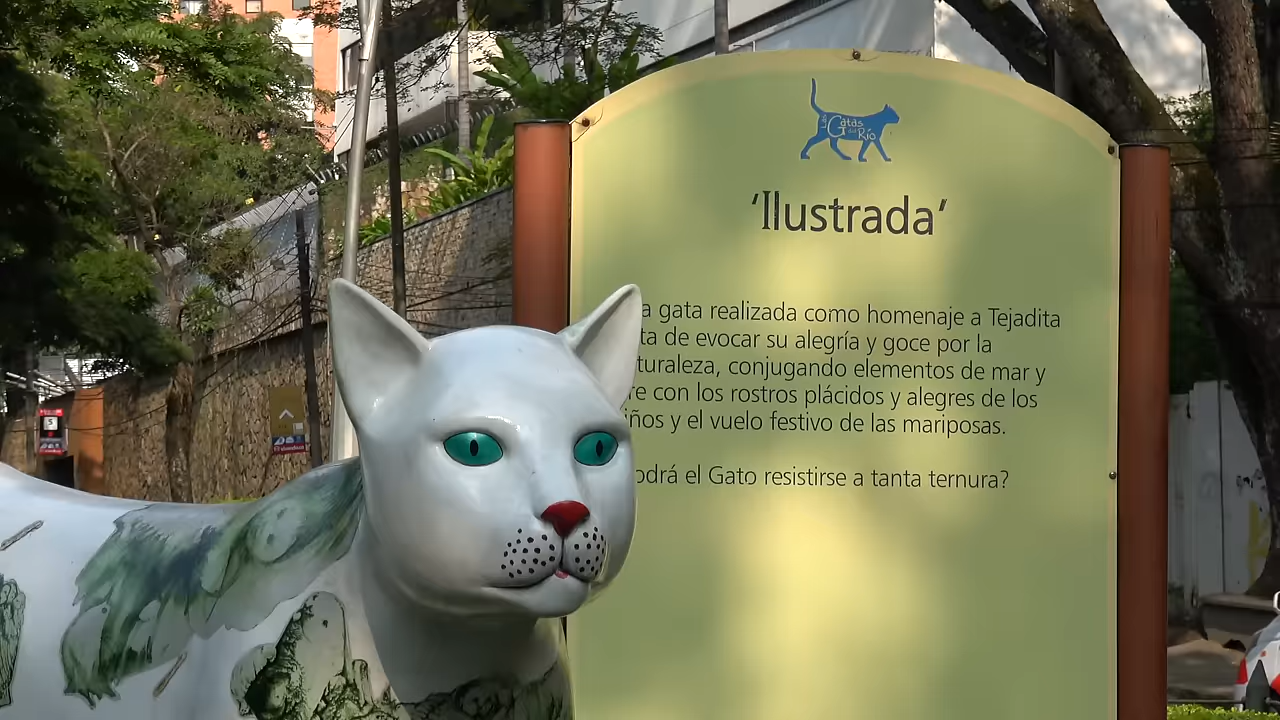 Gatas
del Río
'Ilustrada'
a gata realizada como homenaje a Tejadita
ta de evocar su alegría y goce por la
turaleza, conjugando elementos de mar y
re con los rostros plácidos y alegres de los
iños y el vuelo festivo de las mariposas.
odrá el Gato resistirse a tanta ternura?
5